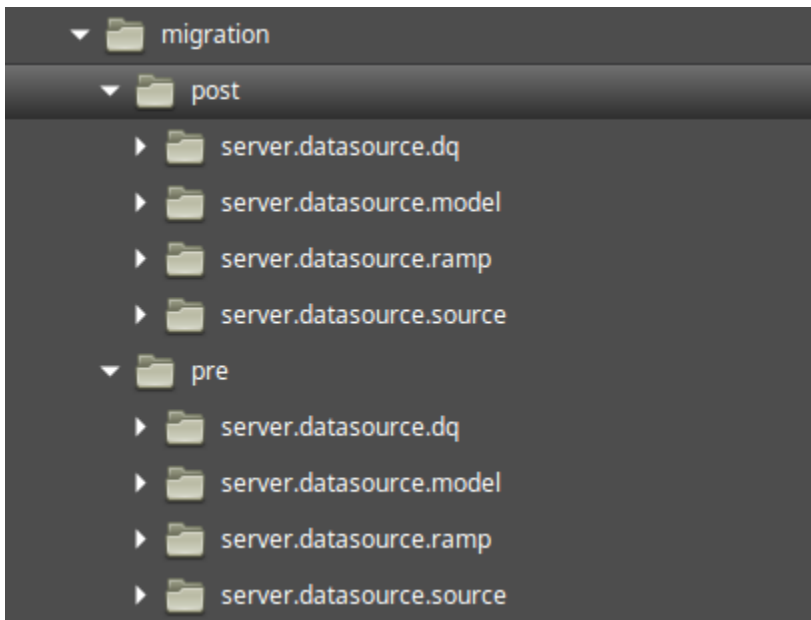 migration
post
server.datasource.dq
server.datasource.model
server.datasource.ramp
server.datasource.source
pre
server.datasource.dq
server.datasource.model
server.datasource.ramp
server.datasource.source